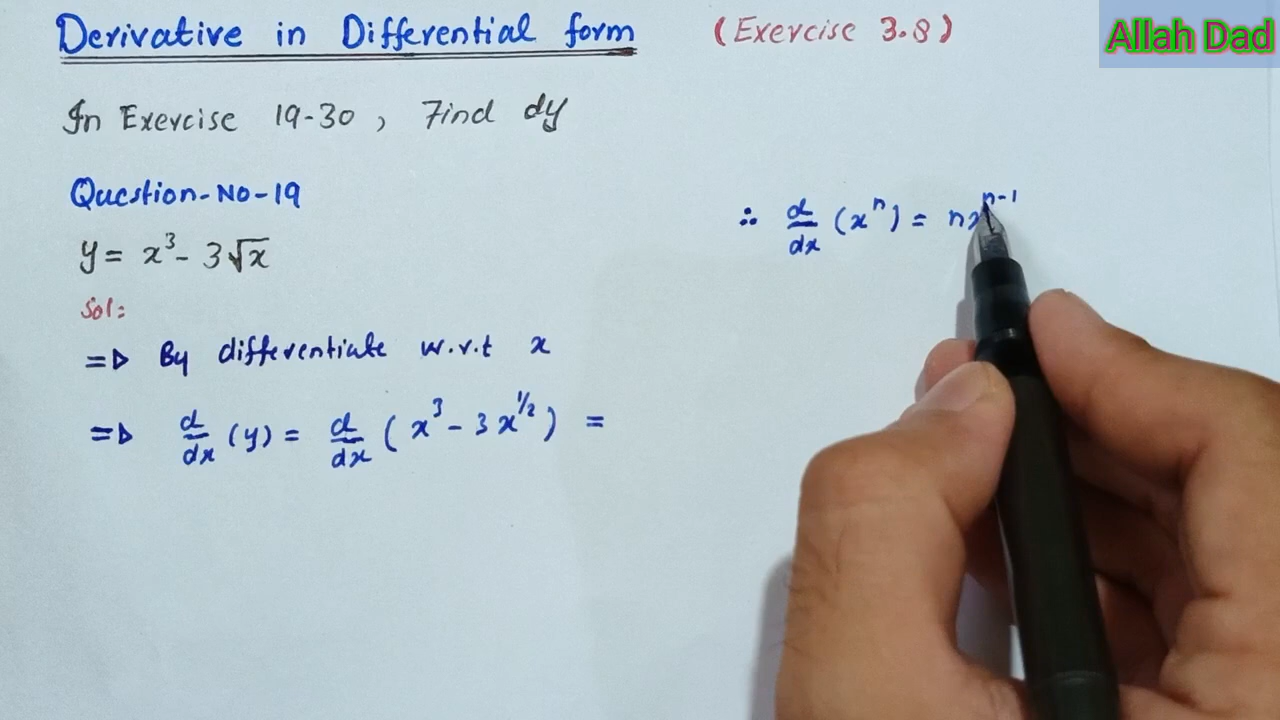 Derivative in Differential form (Exercise 3.8)
Allah Dad
In Exercise 19-30, Find dy
Question-No-19
y = x³ - 3√x
Sol:
⇒ By differentiate w.r.t x
∴ d/dx (xⁿ) = nxⁿ⁻¹
⇒ d/dx (y) = d/dx (x³ - 3x^1/2) =